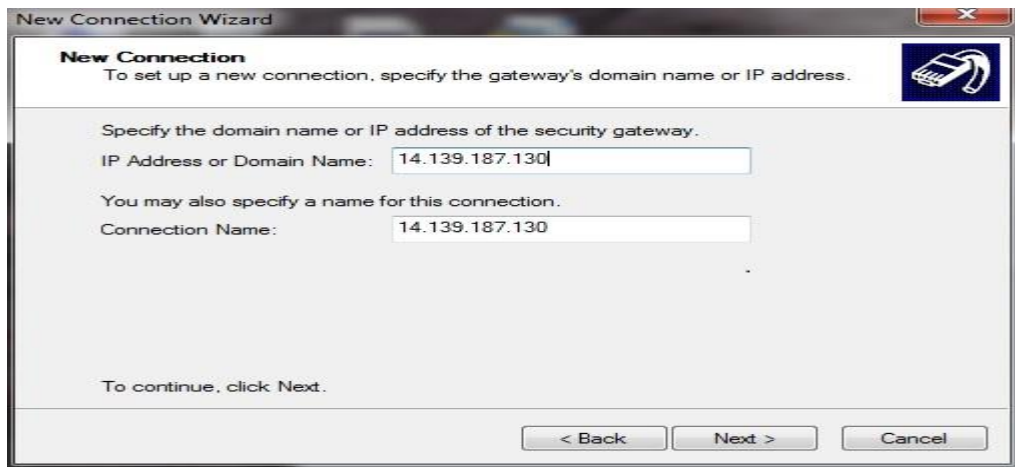 New Connection Wizard
New Connection
To set up a new connection, specify the gateway's domain name or IP address.
Specify the domain name or IP address of the security gateway.
IP Address or Domain Name: 14.139.187.130
You may also specify a name for this connection.
Connection Name: 14.139.187.130
To continue, click Next.
< Back Next > Cancel